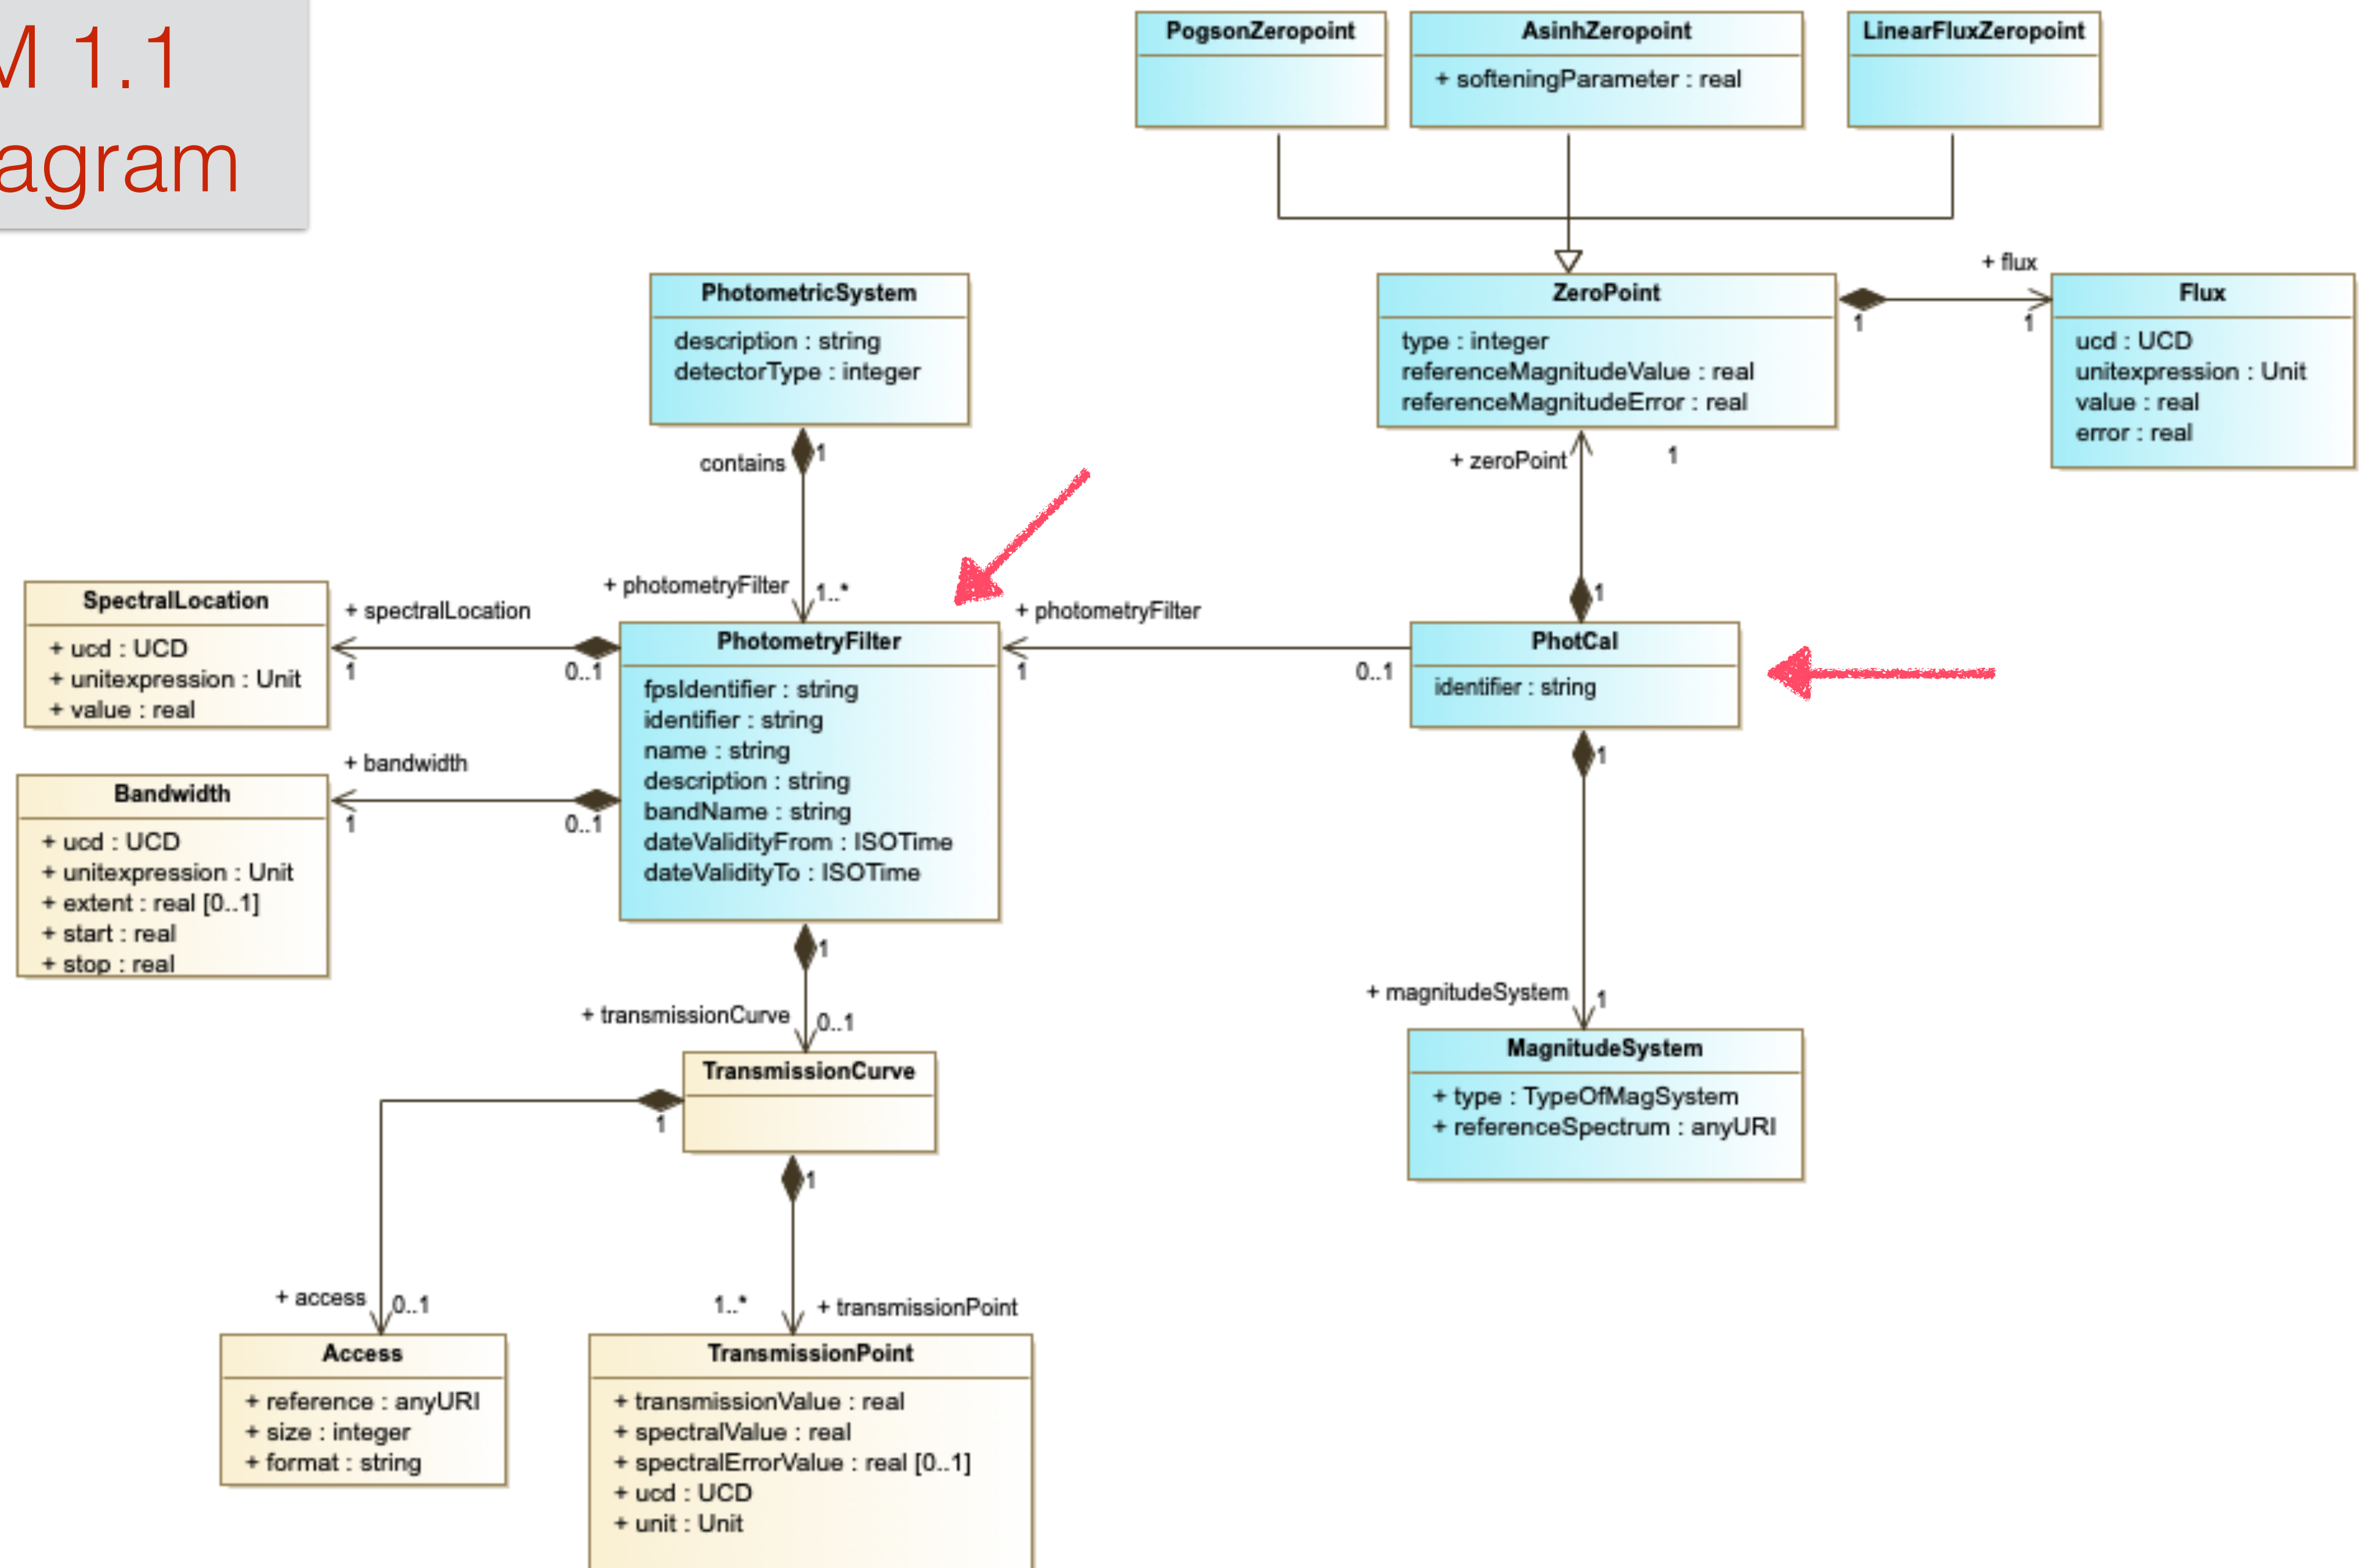 M 1.1
agram
PogsonZeropoint
AsinhZeropoint
+ softeningParameter : real
LinearFluxZeropoint
PhotometricSystem
description : string
detectorType : integer
ZeroPoint
type : integer
referenceMagnitudeValue : real
referenceMagnitudeError : real
+ flux
1
1
Flux
ucd : UCD
unitexpression : Unit
value : real
error : real
contains
1
+ photometryFilter
1..*
+ zeroPoint
1
1
SpectralLocation
+ ucd : UCD
+ unitexpression : Unit
+ value : real
+ spectralLocation
1
0..1
PhotometryFilter
fpsIdentifier : string
identifier : string
name : string
description : string
bandName : string
dateValidityFrom : ISOTime
dateValidityTo : ISOTime
+ photometryFilter
1
0..1
PhotCal
identifier : string
Bandwidth
+ ucd : UCD
+ unitexpression : Unit
+ extent : real [0..1]
+ start : real
+ stop : real
+ bandwidth
1
0..1
1
+ transmissionCurve
0..1
1
+ magnitudeSystem
1
TransmissionCurve
1
1
MagnitudeSystem
+ type : TypeOfMagSystem
+ referenceSpectrum : anyURI
+ access
0..1
1..*
+ transmissionPoint
Access
+ reference : anyURI
+ size : integer
+ format : string
TransmissionPoint
+ transmissionValue : real
+ spectralValue : real
+ spectralErrorValue : real [0..1]
+ ucd : UCD
+ unit : Unit